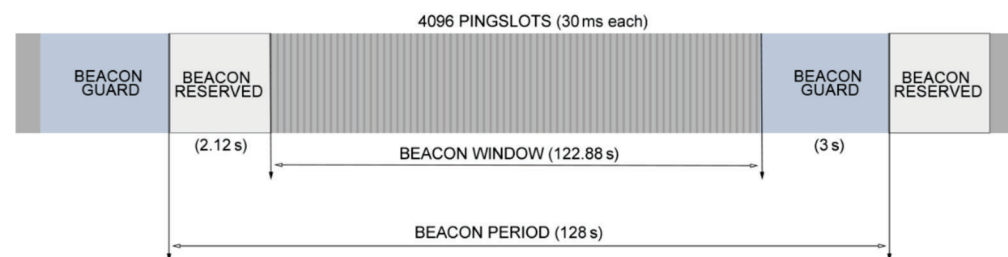 4096 PINGSLOTS (30 ms each)
BEACON
GUARD
BEACON
RESERVED
BEACON
GUARD
BEACON
RESERVED
(2.12 s)
(3 s)
BEACON WINDOW (122.88 s)
BEACON PERIOD (128 s)